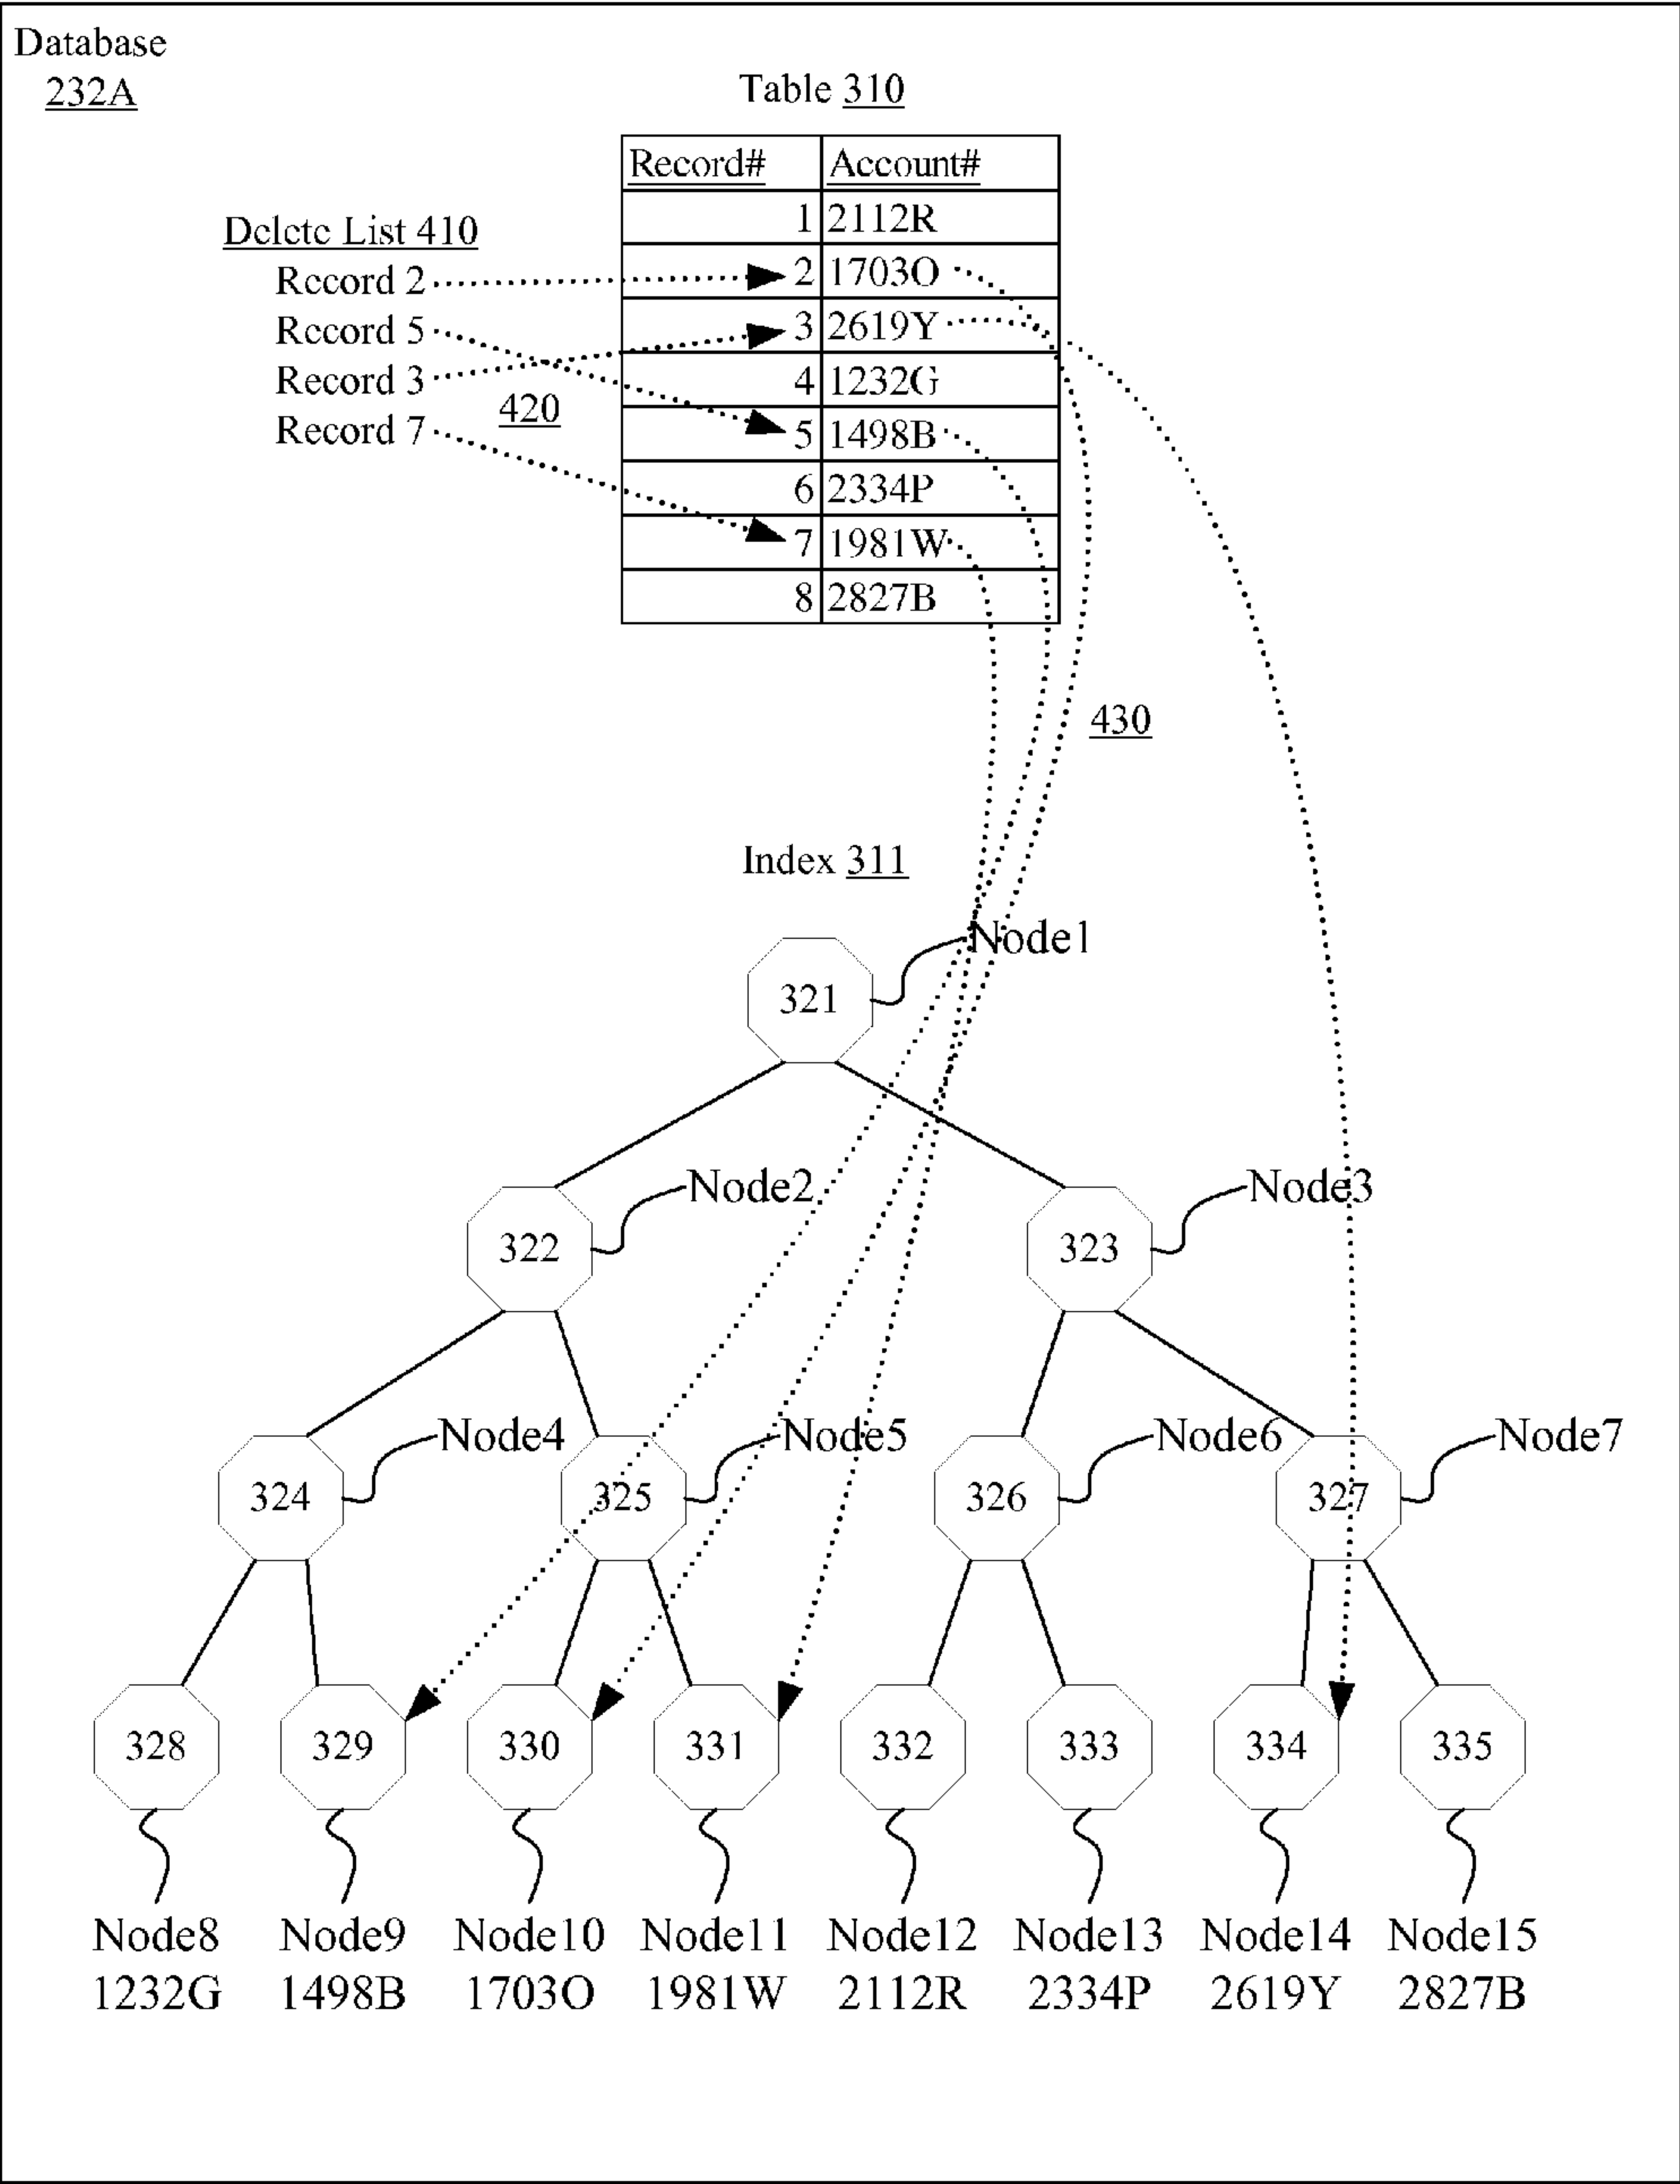 Database
232A
Table 310
Record# Account#
1 2112R
2 1703O
3 2619Y
4 1232G
5 1498B
6 2334P
7 1981W
8 2827B
Delete List 410
Record 2
Record 5
Record 3
Record 7
420
430
Index 311
Node1
321
Node2
Node3
322
323
Node4
Node5
Node6
Node7
324
325
326
327
328
329
330
331
332
333
334
335
Node8 Node9 Node10 Node11 Node12 Node13 Node14 Node15
1232G 1498B 1703O 1981W 2112R 2334P 2619Y 2827B